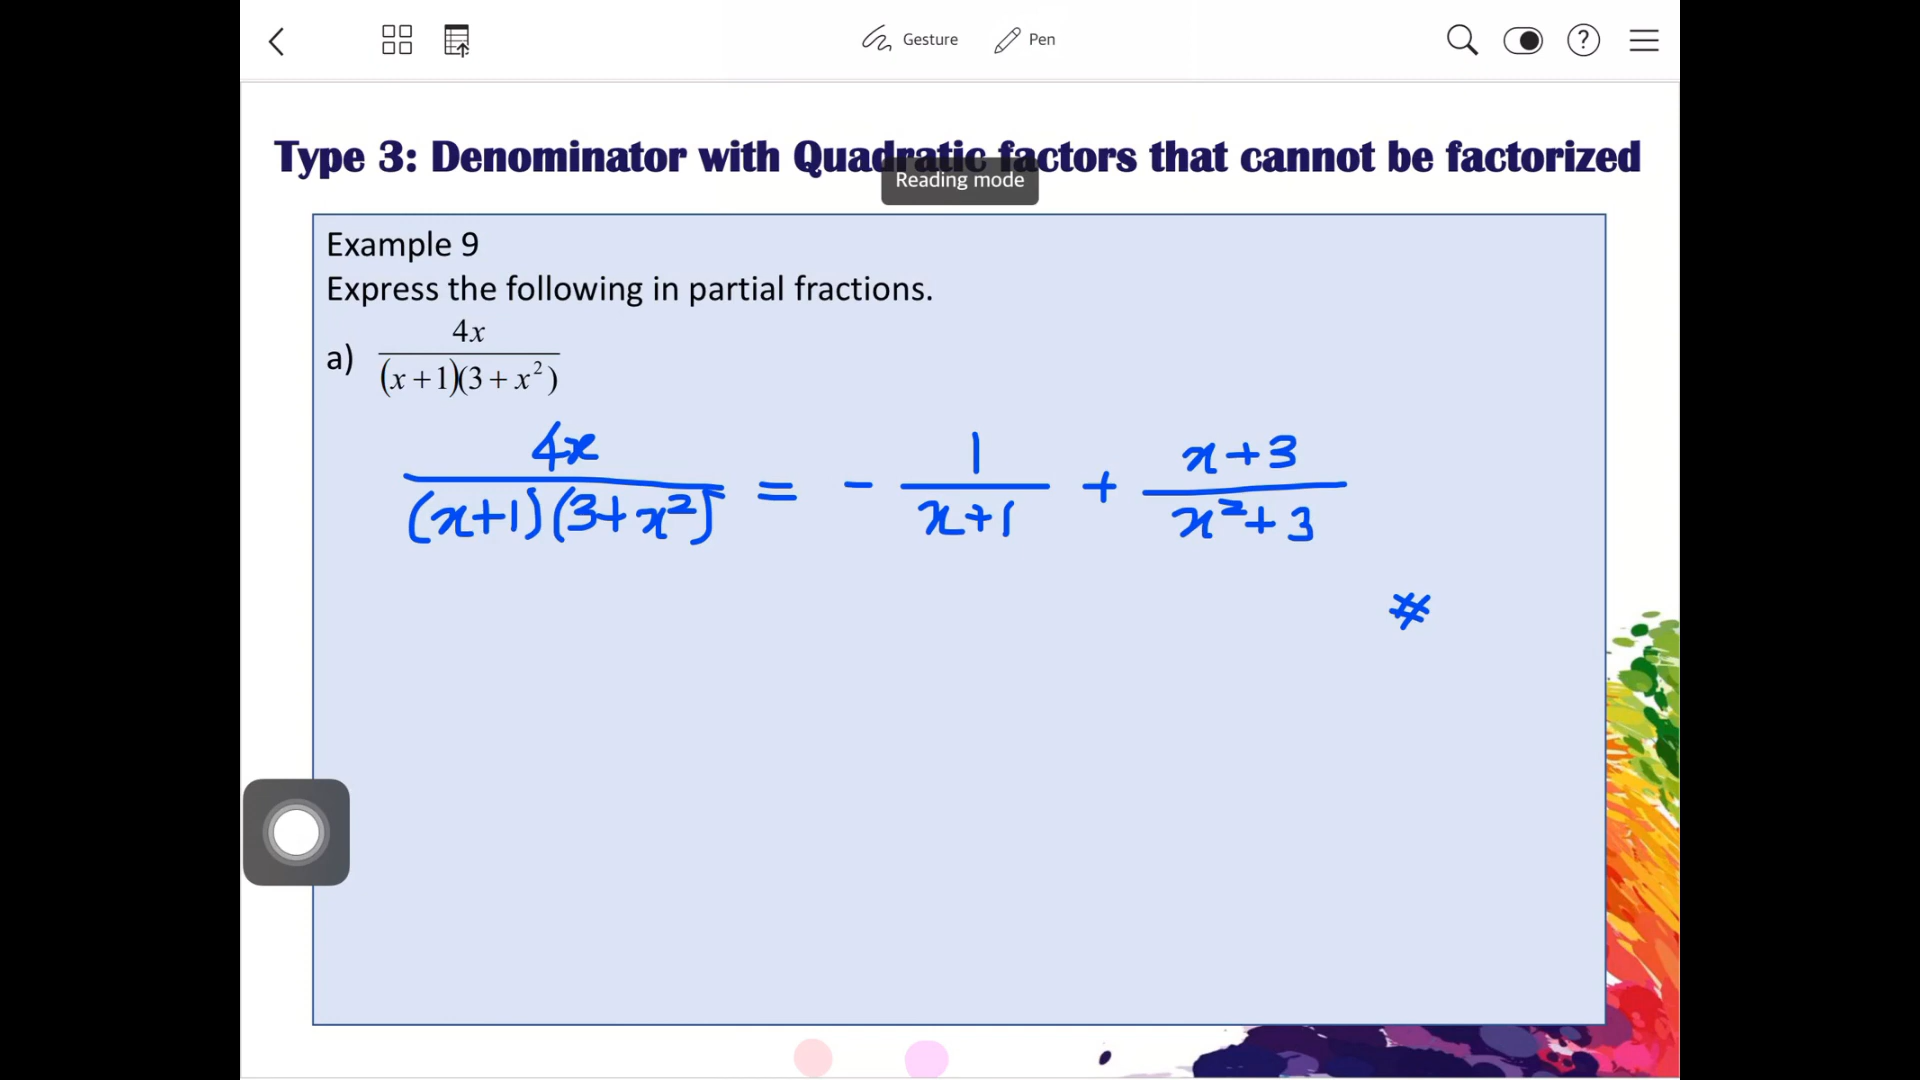 Gesture Pen
Type 3: Denominator with Quadratic factors that cannot be factorized
Reading mode
Example 9
Express the following in partial fractions.
a) 4x / (x+1)(3+x²)
4x / (x+1)(3+x²) = - 1 / x+1 + x+3 / x²+3
#